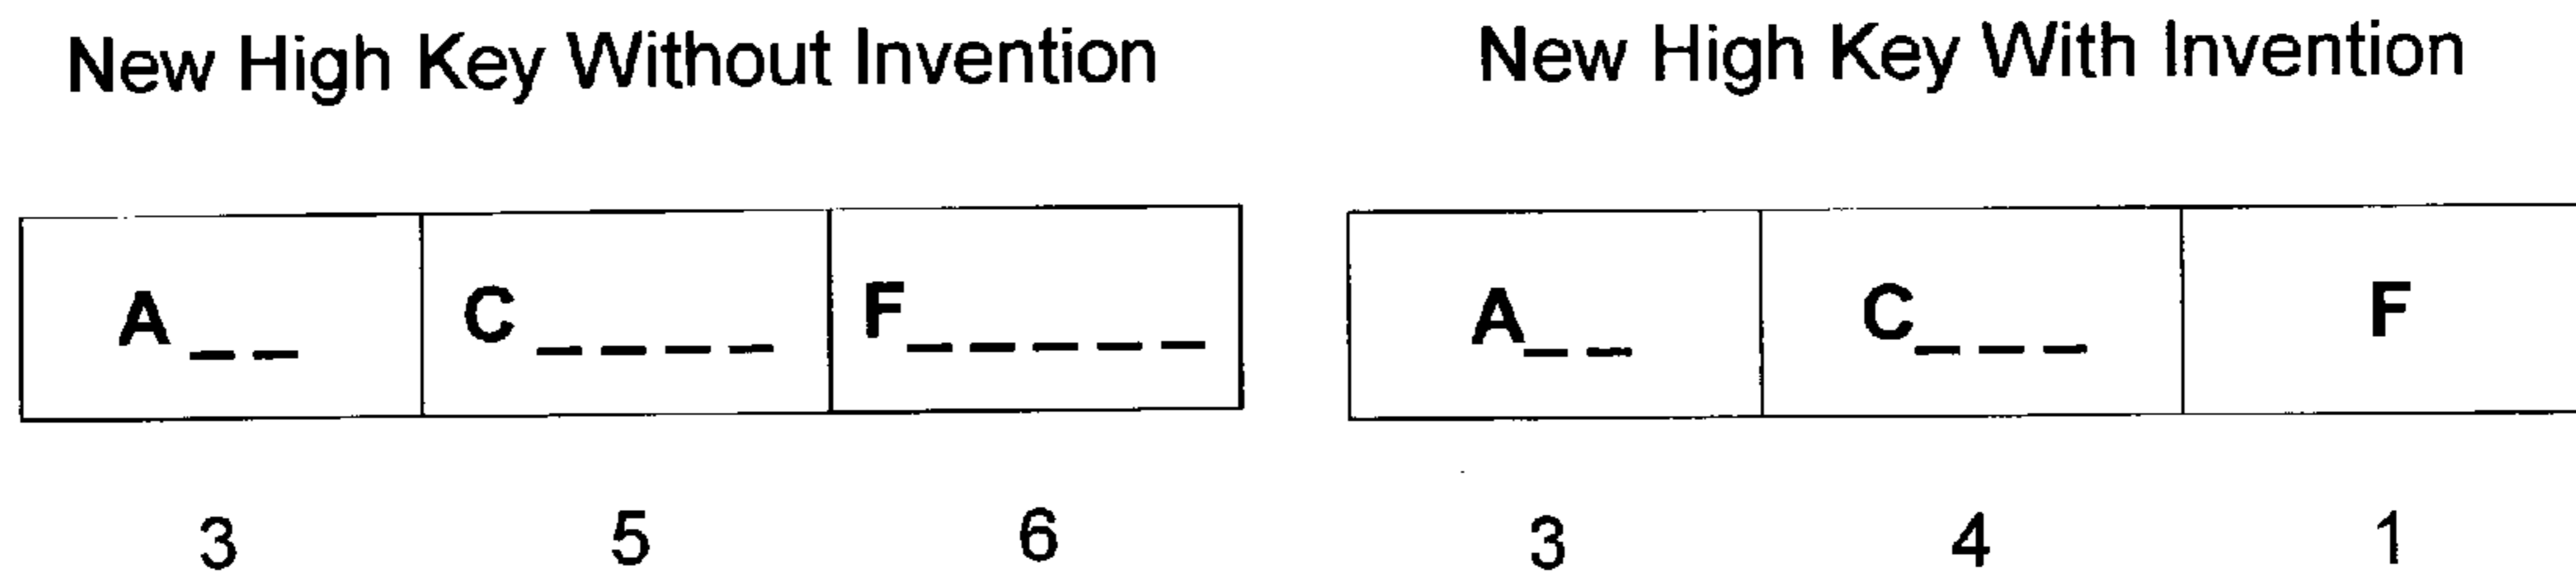 New High Key Without Invention New High Key With Invention
A _ _ C _ _ _ _ F _ _ _ _ _ A _ _ C _ _ _ F
3 5 6 3 4 1